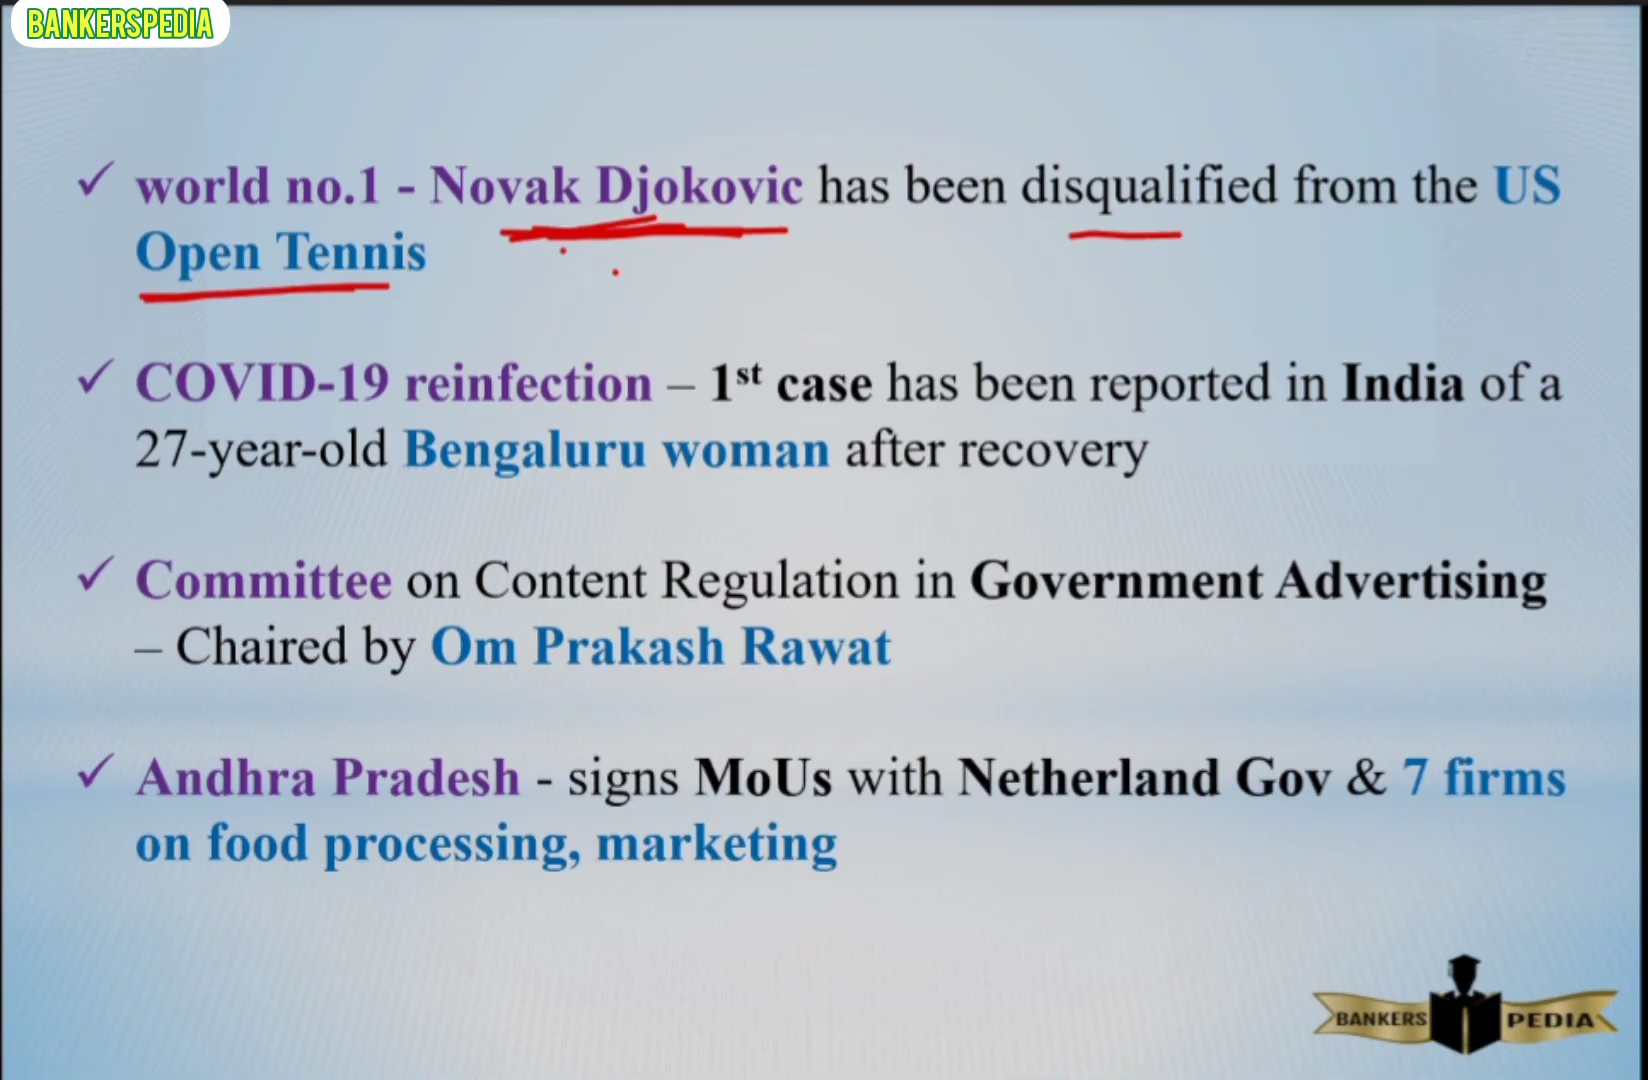 BANKERSPEDIA
✓ world no.1 - Novak Djokovic has been disqualified from the US
Open Tennis
✓ COVID-19 reinfection – 1st case has been reported in India of a
27-year-old Bengaluru woman after recovery
✓ Committee on Content Regulation in Government Advertising
– Chaired by Om Prakash Rawat
✓ Andhra Pradesh - signs MoUs with Netherland Gov & 7 firms
on food processing, marketing
BANKERS PEDIA